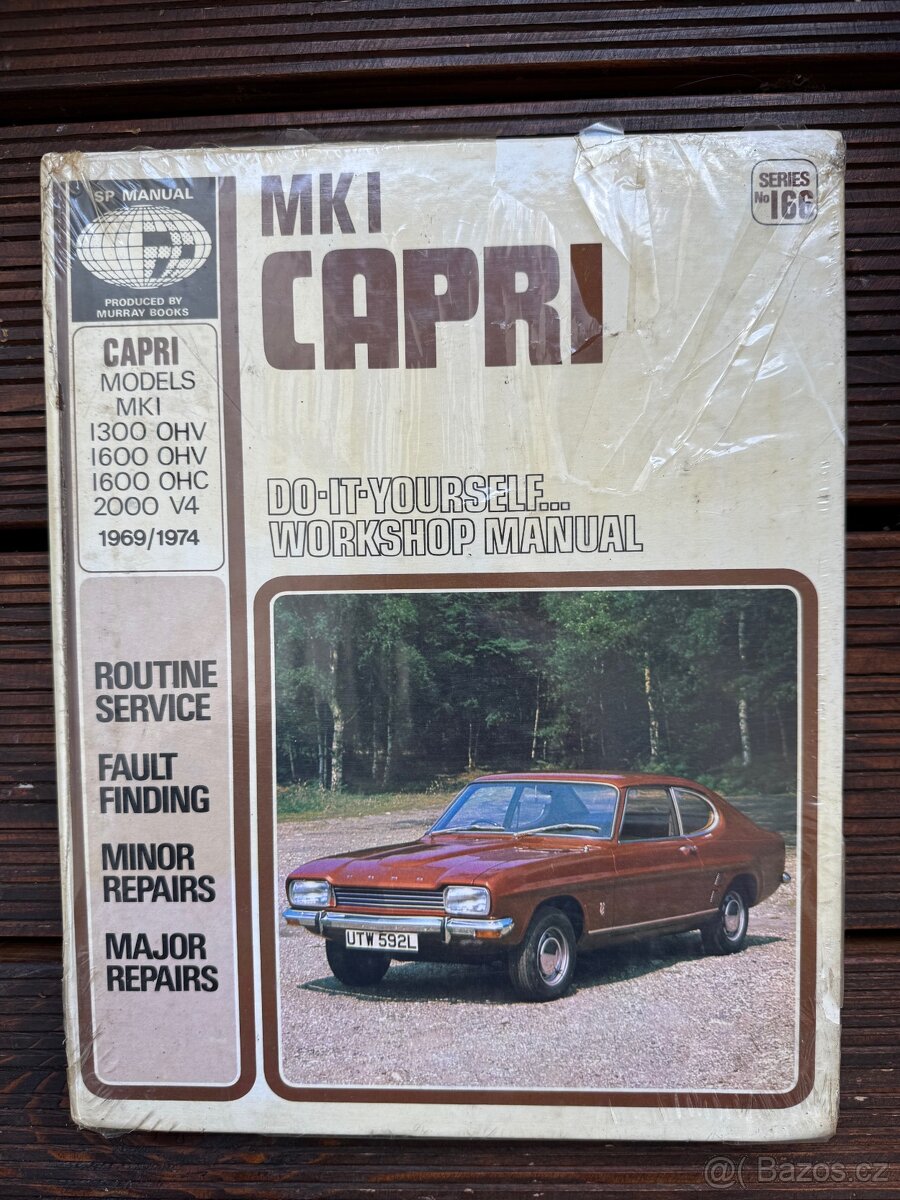 SP MANUAL
PRODUCED BY
MURRAY BOOKS
MK I
CAPRI
SERIES
No 166
CAPRI
MODELS
MK I
1300 OHV
1600 OHV
1600 OHC
2000 V4
1969/1974
DO-IT-YOURSELF...
WORKSHOP MANUAL
ROUTINE
SERVICE
FAULT
FINDING
MINOR
REPAIRS
MAJOR
REPAIRS
FORD
UTW 592L
@( Bazos.cz